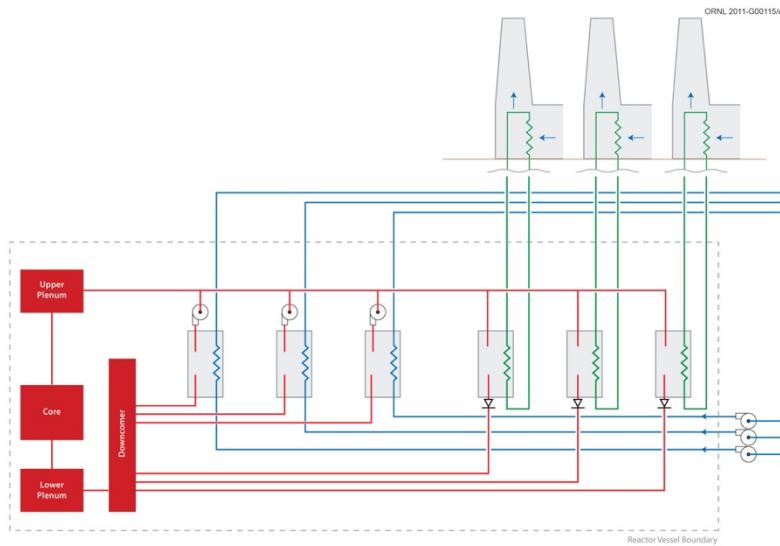 ORNL 2011-G00115/
Upper
Plenum
Core
Downcomer
Lower
Plenum
Reactor Vessel Boundary